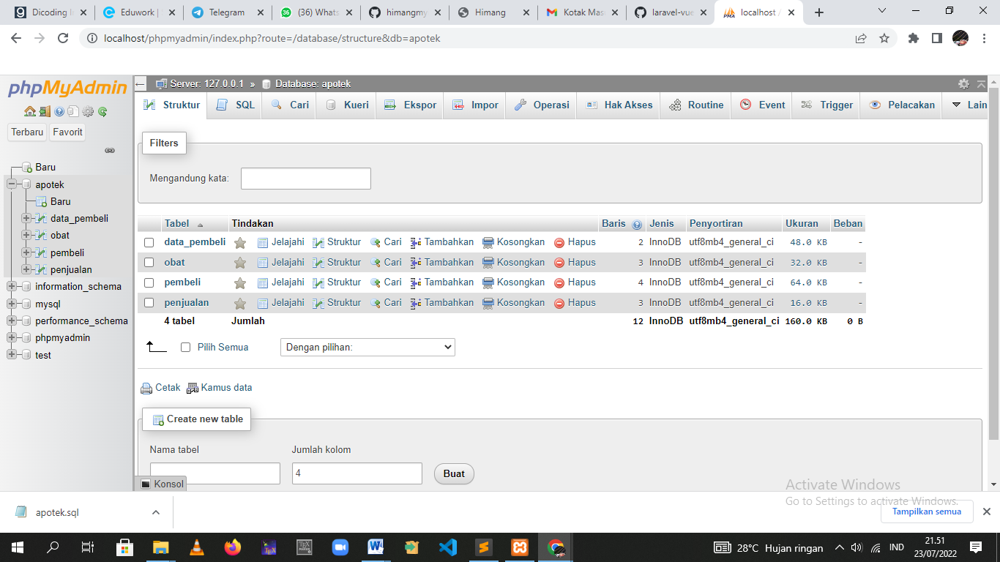 Dicoding In
Eduwork |
Telegram
(36) Whats
himangmy
Himang
Kotak Mas
laravel-vue
localhost /
localhost/phpmyadmin/index.php?route=/database/structure&db=apotek
phpMyAdmin
Terbaru Favorit
Baru
apotek
Baru
data_pembeli
obat
pembeli
penjualan
information_schema
mysql
performance_schema
phpmyadmin
test
Server: 127.0.0.1 » Database: apotek
Struktur SQL Cari Kueri Ekspor Impor Operasi Hak Akses Routine Event Trigger Pelacakan Lain
Filters
Mengandung kata:
Tabel Tindakan Baris Jenis Penyortiran Ukuran Beban
data_pembeli Jelajahi Struktur Cari Tambahkan Kosongkan Hapus 2 InnoDB utf8mb4_general_ci 48.0 KB -
obat Jelajahi Struktur Cari Tambahkan Kosongkan Hapus 3 InnoDB utf8mb4_general_ci 32.0 KB -
pembeli Jelajahi Struktur Cari Tambahkan Kosongkan Hapus 4 InnoDB utf8mb4_general_ci 64.0 KB -
penjualan Jelajahi Struktur Cari Tambahkan Kosongkan Hapus 3 InnoDB utf8mb4_general_ci 16.0 KB -
4 tabel Jumlah 12 InnoDB utf8mb4_general_ci 160.0 KB 0 B
Pilih Semua Dengan pilihan:
Cetak Kamus data
Create new table
Nama tabel Jumlah kolom
4 Buat
Konsol
Activate Windows
Go to Settings to activate Windows.
apotek.sql
Tampilkan semua
28°C Hujan ringan IND
21.51
23/07/2022